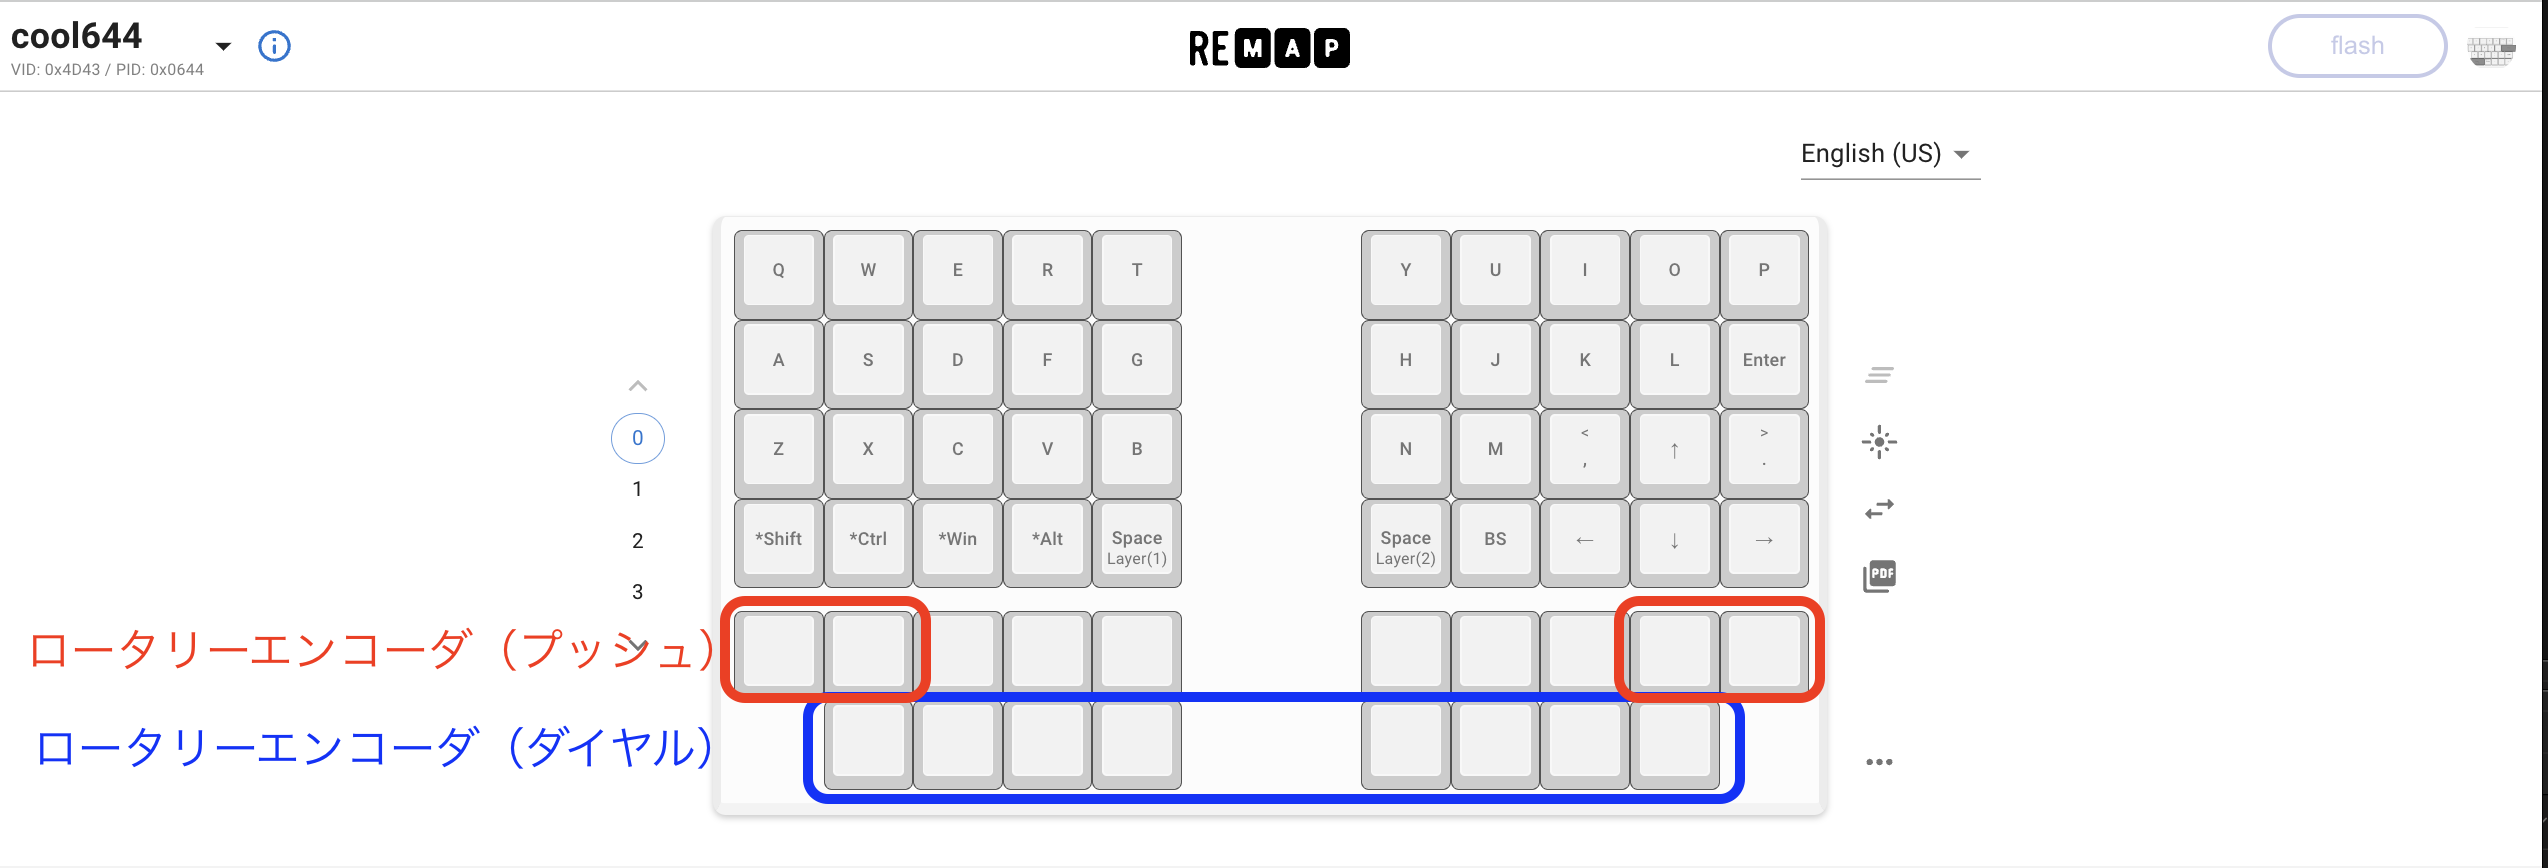 cool644
VID: 0x4D43 / PID: 0x0644
REMAP
flash
English (US)
Q W E R T Y U I O P
A S D F G H J K L Enter
Z X C V B N M < , ↑ > .
*Shift *Ctrl *Win *Alt Space Layer(1) Space Layer(2) BS ← ↓ →
0
1
2
3
PDF
ロータリーエンコーダ（プッシュ）
ロータリーエンコーダ（ダイヤル）